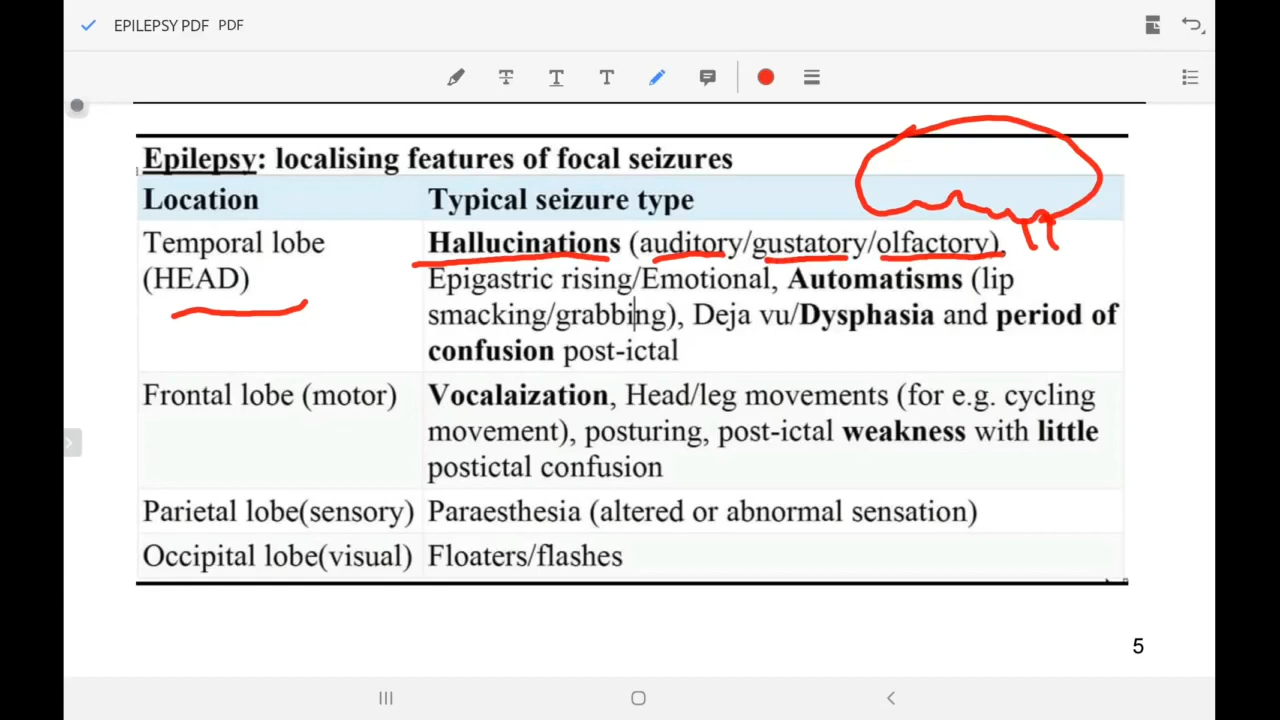 EPILEPSY PDF PDF
Epilepsy: localising features of focal seizures
Location Typical seizure type
Temporal lobe (HEAD)
Hallucinations (auditory/gustatory/olfactory),
Epigastric rising/Emotional, Automatisms (lip
smacking/grabbing), Deja vu/Dysphasia and period of
confusion post-ictal
Frontal lobe (motor)
Vocalaization, Head/leg movements (for e.g. cycling
movement), posturing, post-ictal weakness with little
postictal confusion
Parietal lobe(sensory) Paraesthesia (altered or abnormal sensation)
Occipital lobe(visual) Floaters/flashes
5